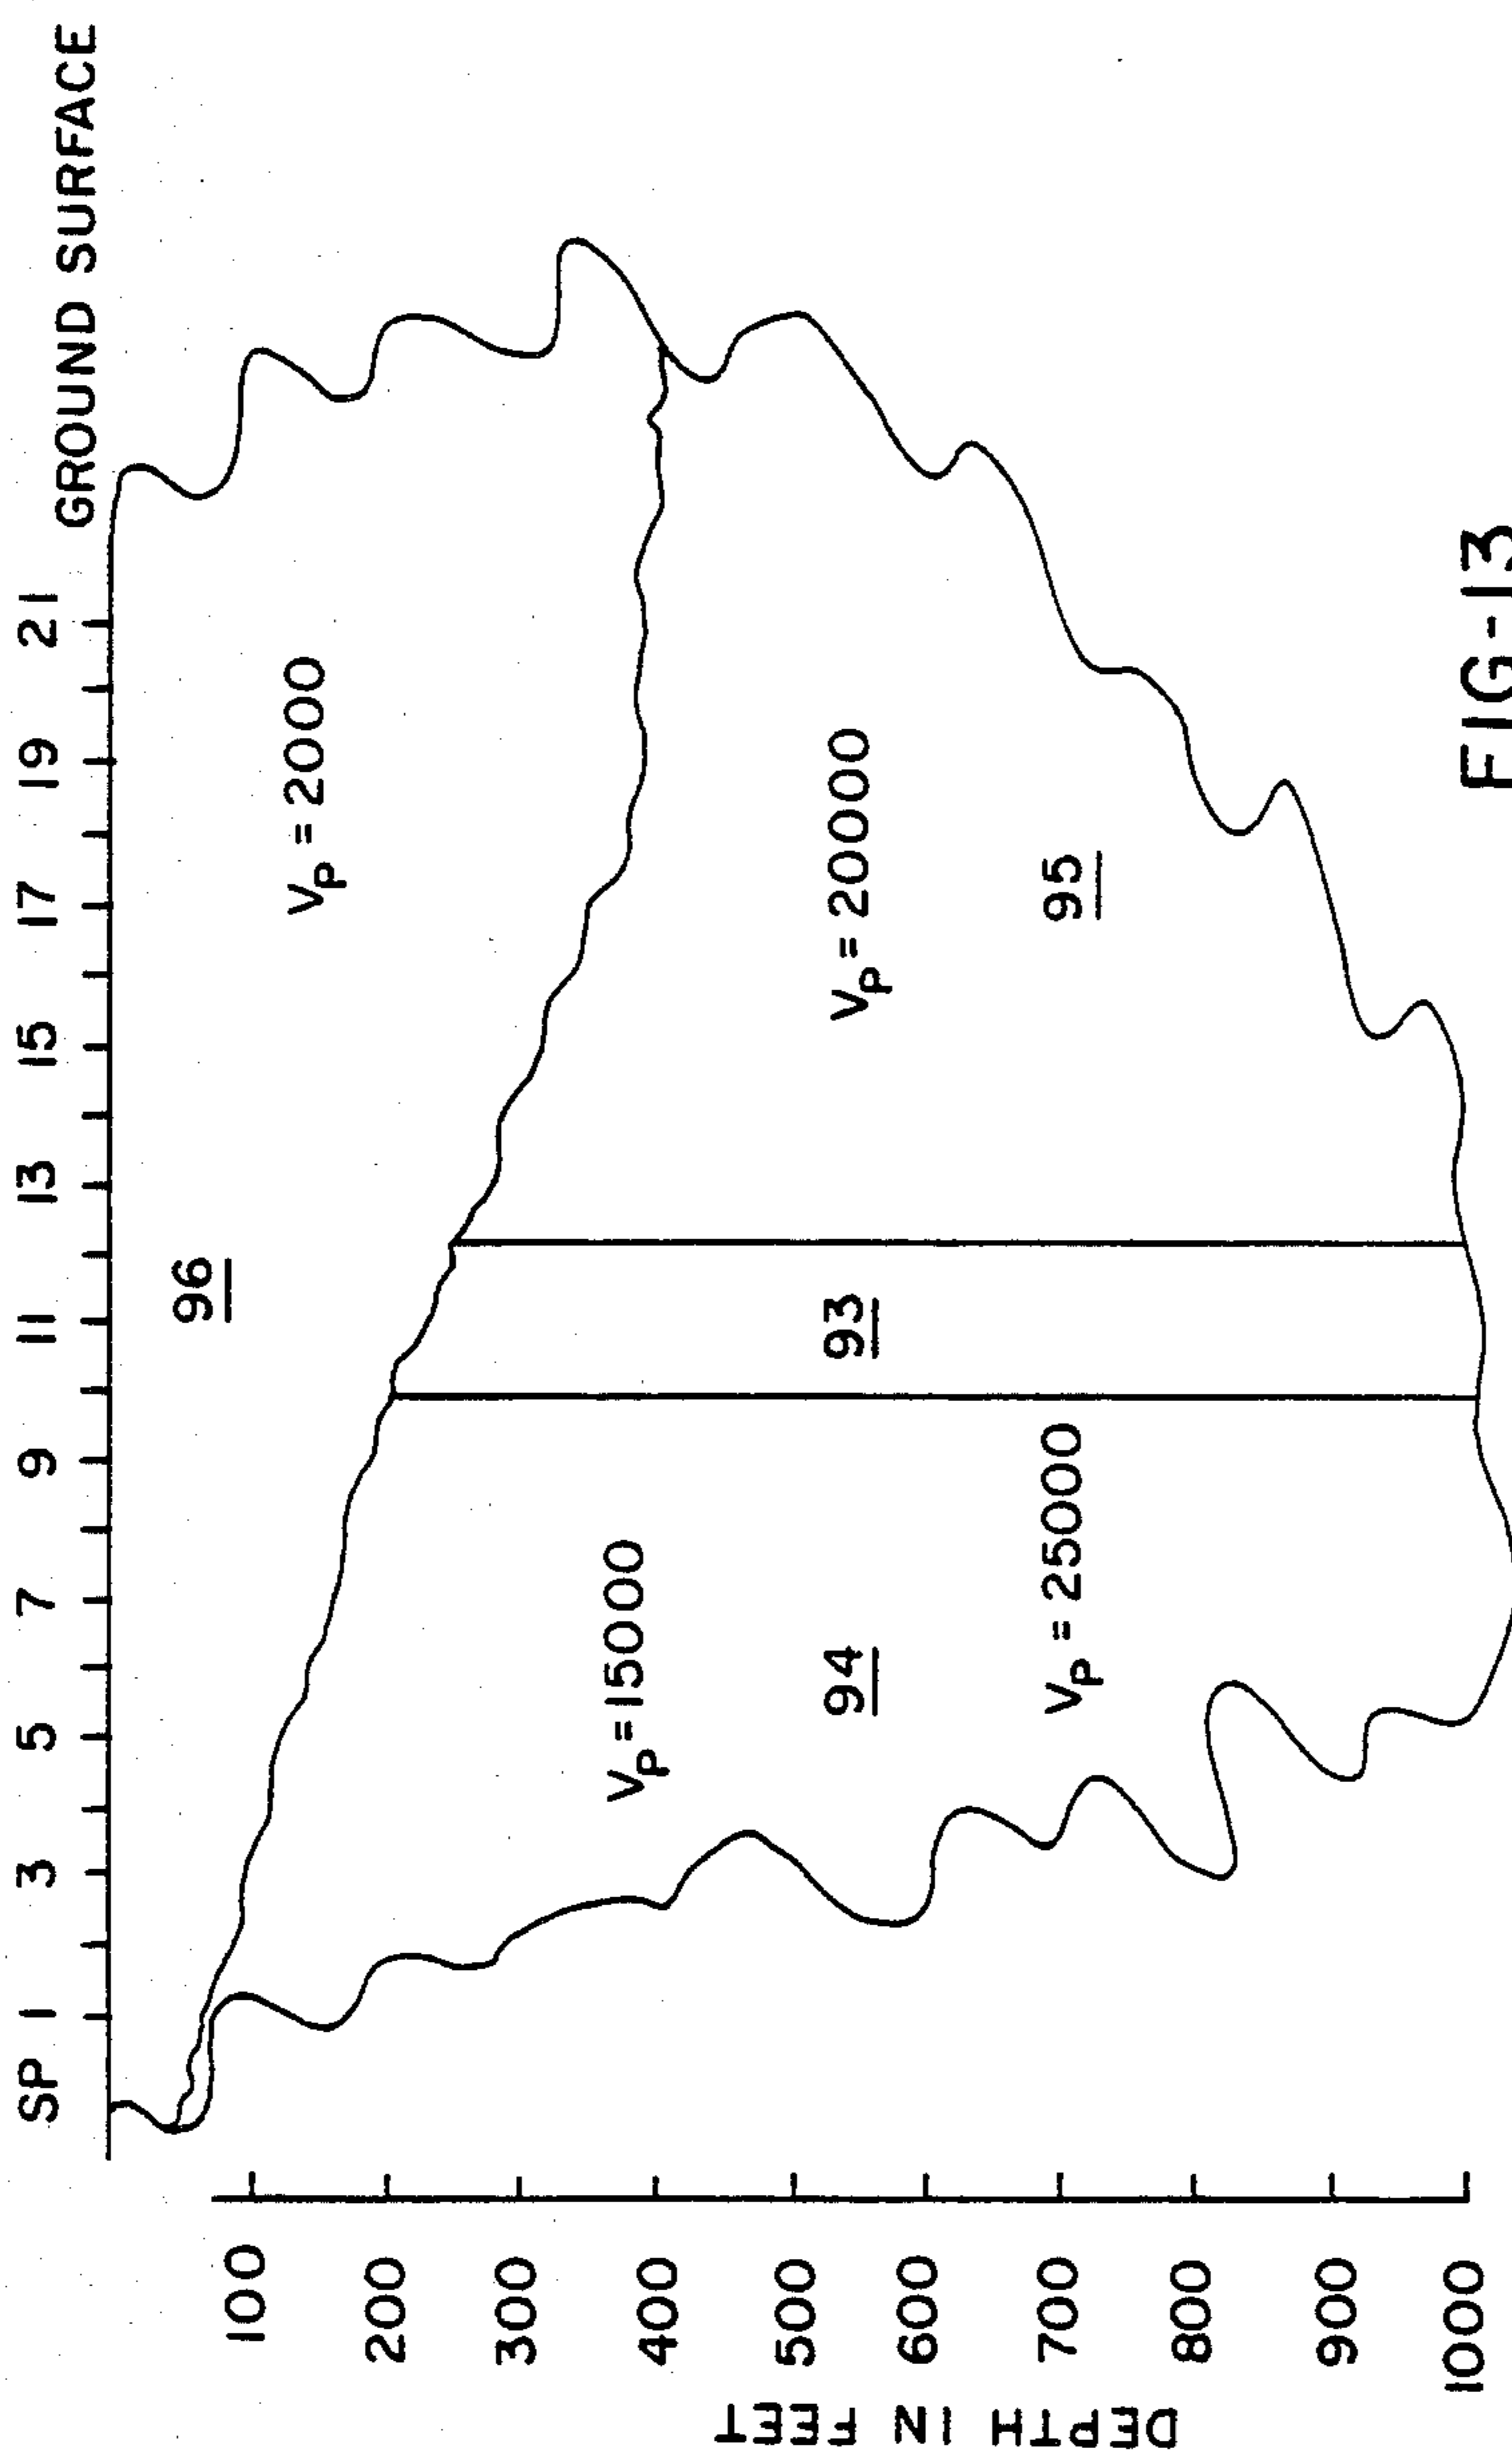 SP 1 3 5 7 9 11 13 15 17 19 21
GROUND SURFACE
96
Vp = 2000
100
200
300
400
500
600
700
800
900
1000
DEPTH IN FEET
Vp = 15000
94
Vp = 25000
93
Vp = 20000
95
FIG-13